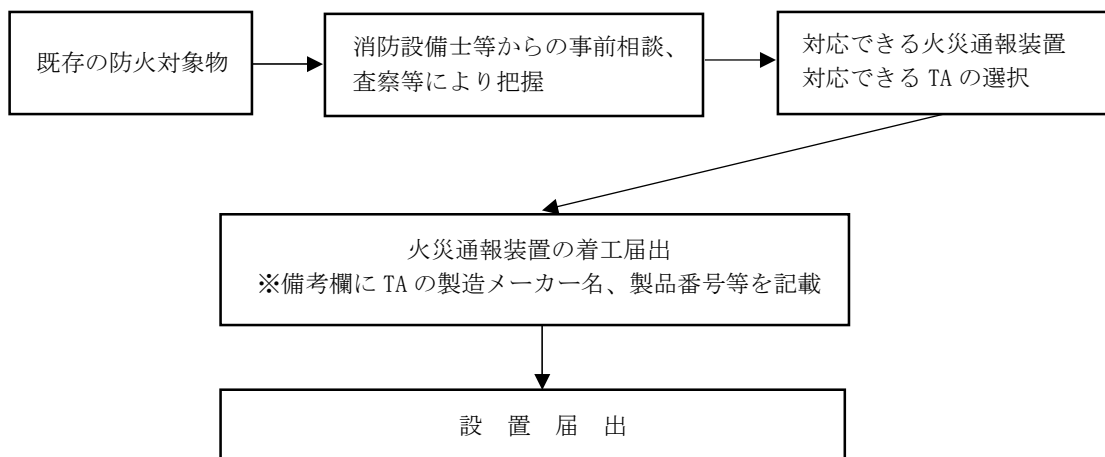 既存の防火対象物
消防設備士等からの事前相談、
査察等により把握
対応できる火災通報装置
対応できる TA の選択
火災通報装置の着工届出
※備考欄に TA の製造メーカー名、製品番号等を記載
設　置　届　出